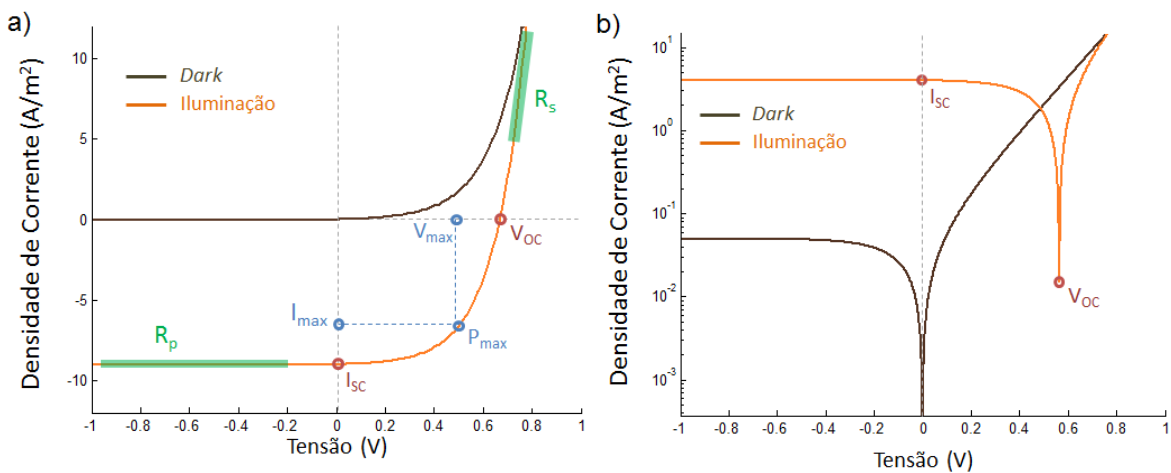 a)
Densidade de Corrente (A/m²)
10
5
0
-5
-10
Dark
Iluminação
R_s
V_max
V_OC
I_max
P_max
R_p
I_SC
-1 -0.8 -0.6 -0.4 -0.2 0 0.2 0.4 0.6 0.8 1
Tensão (V)
b)
Densidade de Corrente (A/m²)
10¹
10⁰
10⁻¹
10⁻²
10⁻³
I_SC
Dark
Iluminação
V_OC
-1 -0.8 -0.6 -0.4 -0.2 0 0.2 0.4 0.6 0.8 1
Tensão (V)